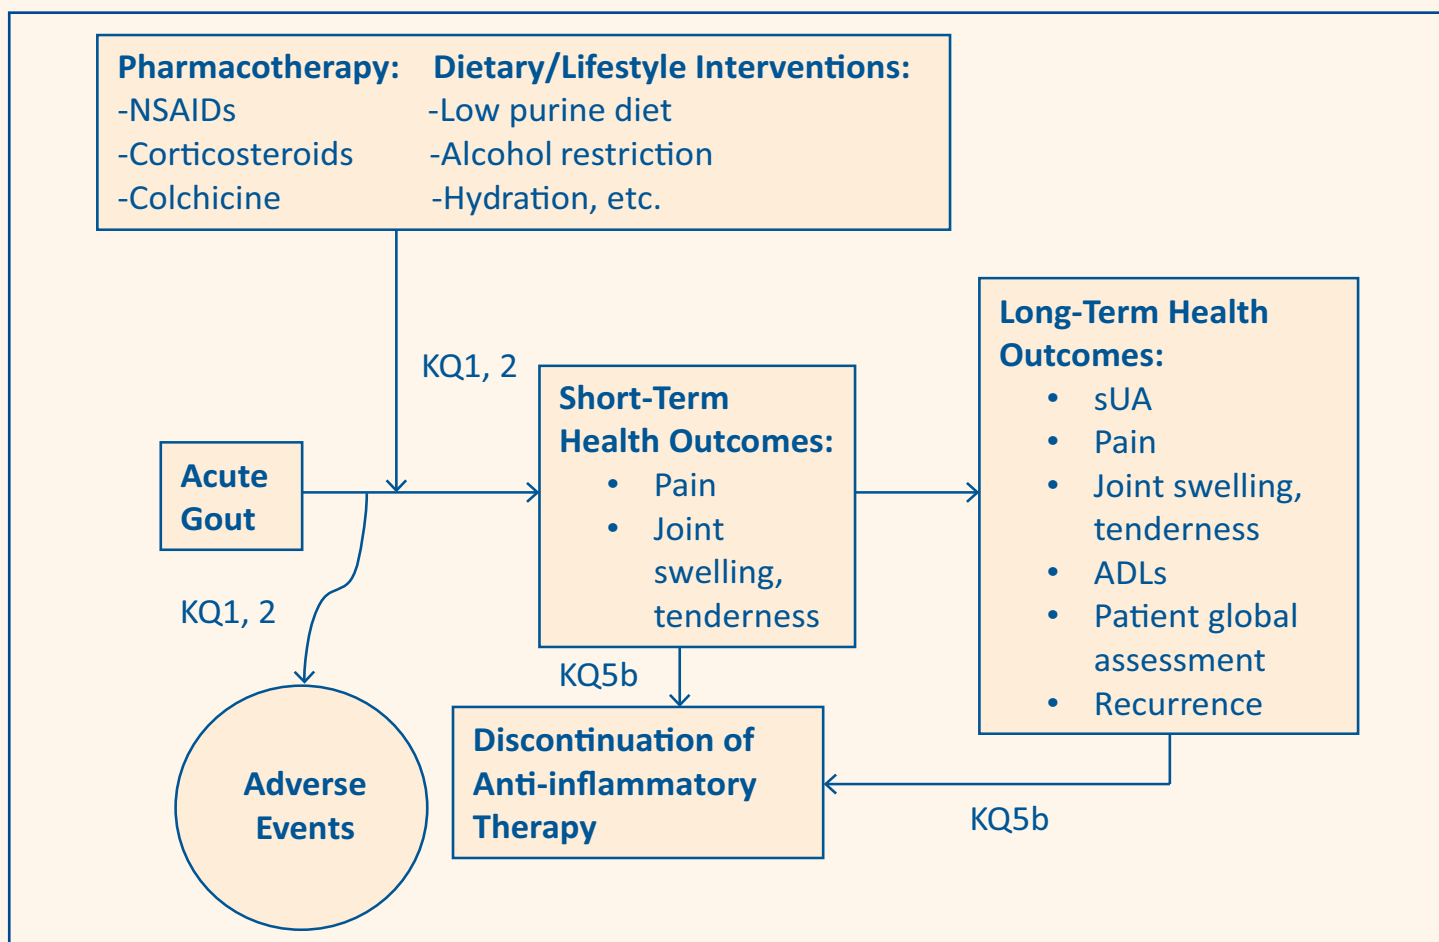 Pharmacotherapy: Dietary/Lifestyle Interventions:
-NSAIDs -Low purine diet
-Corticosteroids -Alcohol restriction
-Colchicine -Hydration, etc.
KQ1, 2
Acute
Gout
KQ1, 2
Adverse
Events
Short-Term
Health Outcomes:
• Pain
• Joint
swelling,
tenderness
KQ5b
Discontinuation of
Anti-inflammatory
Therapy
Long-Term Health
Outcomes:
• sUA
• Pain
• Joint swelling,
tenderness
• ADLs
• Patient global
assessment
• Recurrence
KQ5b